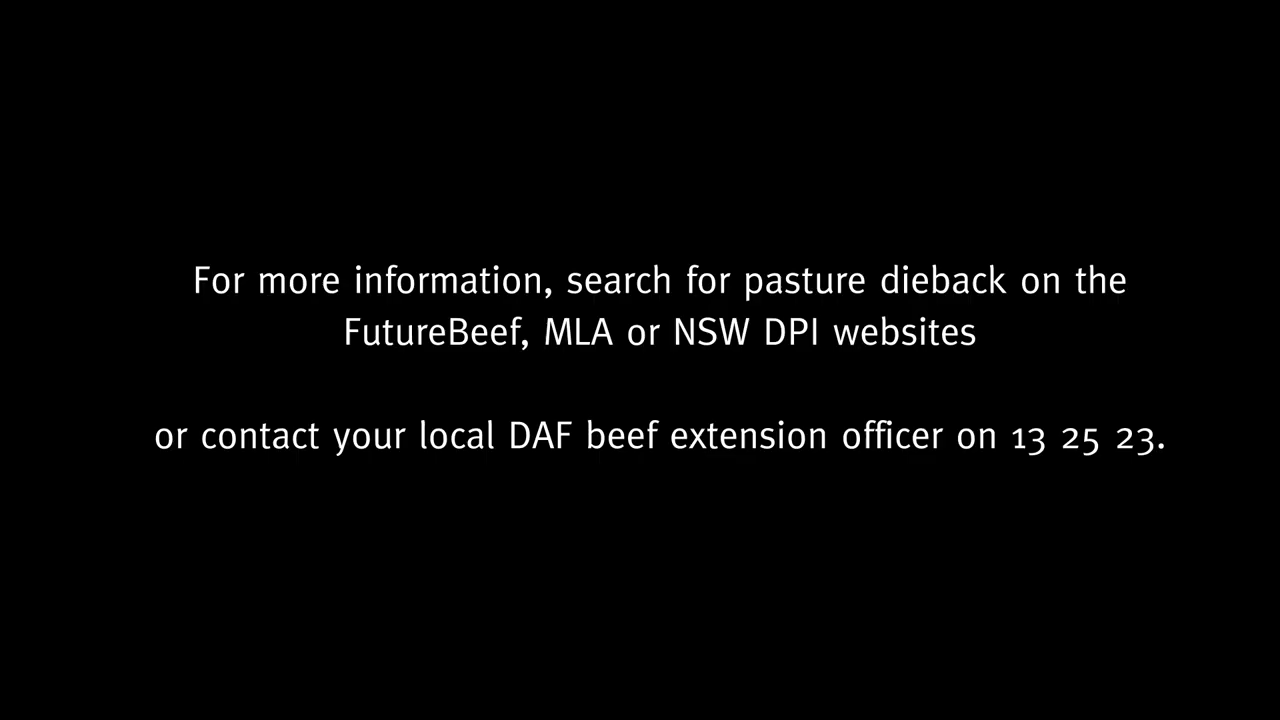 For more information, search for pasture dieback on the
FutureBeef, MLA or NSW DPI websites
or contact your local DAF beef extension officer on 13 25 23.